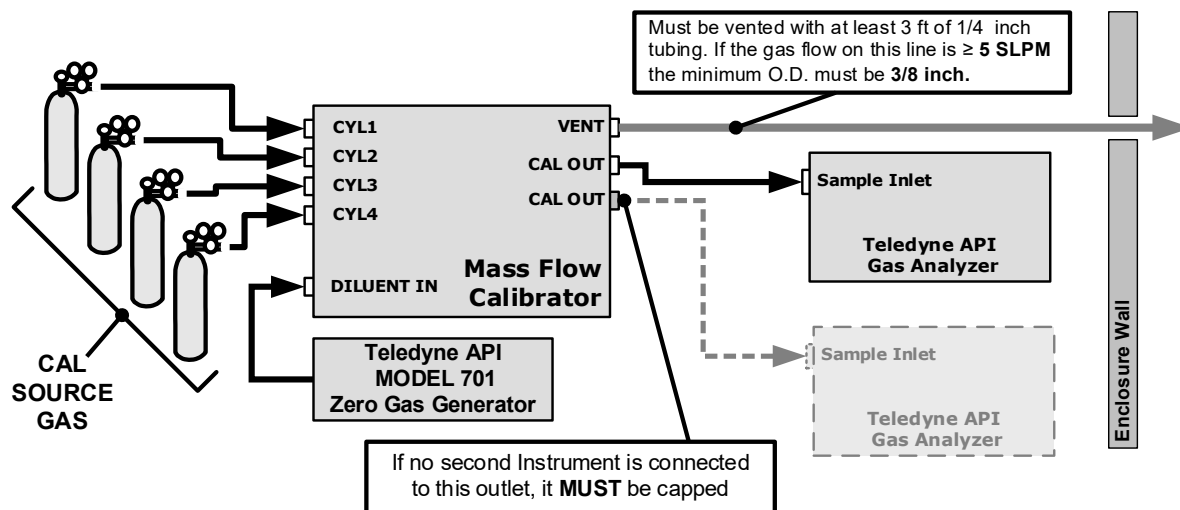 Must be vented with at least 3 ft of 1/4 inch
tubing. If the gas flow on this line is ≥ 5 SLPM
the minimum O.D. must be 3/8 inch.
CYL1
CYL2
CYL3
CYL4
DILUENT IN
VENT
CAL OUT
CAL OUT
Mass Flow
Calibrator
Sample Inlet
Teledyne API
Gas Analyzer
Sample Inlet
Teledyne API
Gas Analyzer
Enclosure Wall
CAL
SOURCE
GAS
Teledyne API
MODEL 701
Zero Gas Generator
If no second Instrument is connected
to this outlet, it MUST be capped